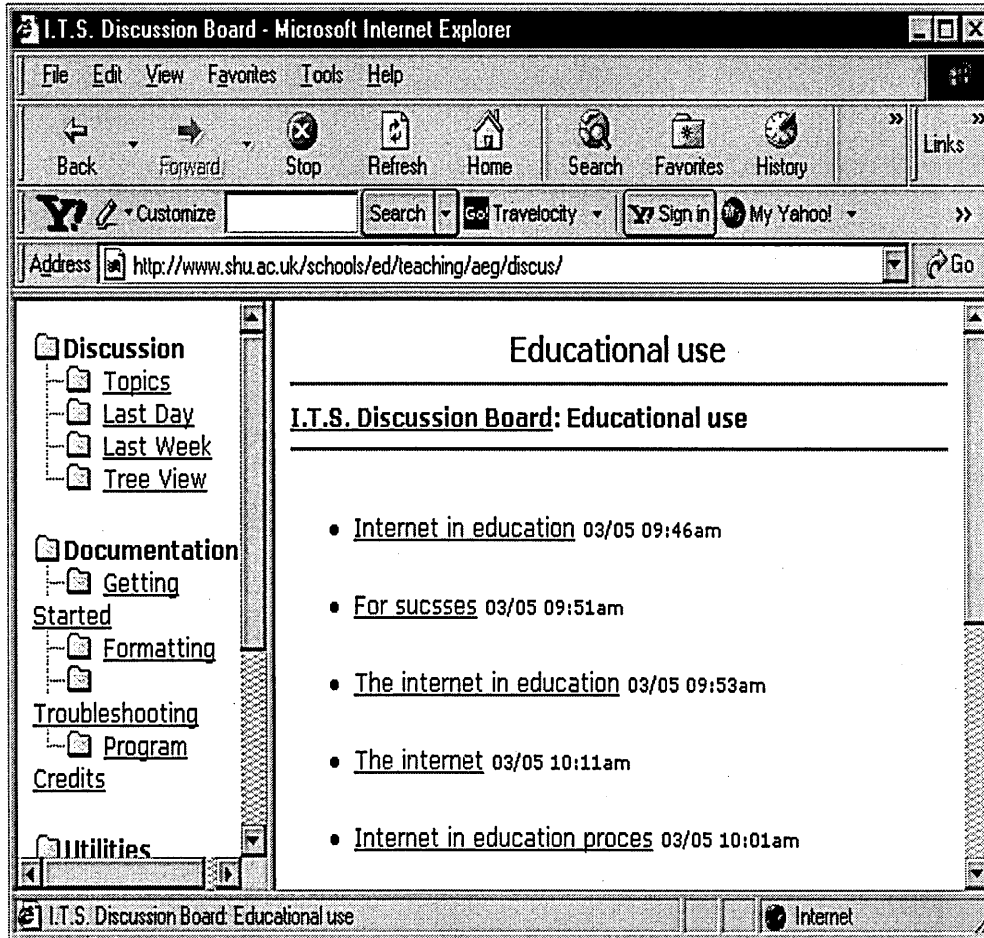 I.T.S. Discussion Board - Microsoft Internet Explorer
File Edit View Favorites Tools Help
Back Forward Stop Refresh Home Search Favorites History » Links »
Y! Customize Search Go! Travelocity Y! Sign in My Yahoo! »
Address http://www.shu.ac.uk/schools/ed/teaching/aeg/discus/ Go
Discussion
Topics
Last Day
Last Week
Tree View
Documentation
Getting
Started
Formatting
Troubleshooting
Program
Credits
Utilities
Educational use
I.T.S. Discussion Board: Educational use
• Internet in education 03/05 09:46am
• For sucsses 03/05 09:51am
• The internet in education 03/05 09:53am
• The internet 03/05 10:11am
• Internet in education proces 03/05 10:01am
I.T.S. Discussion Board: Educational use Internet